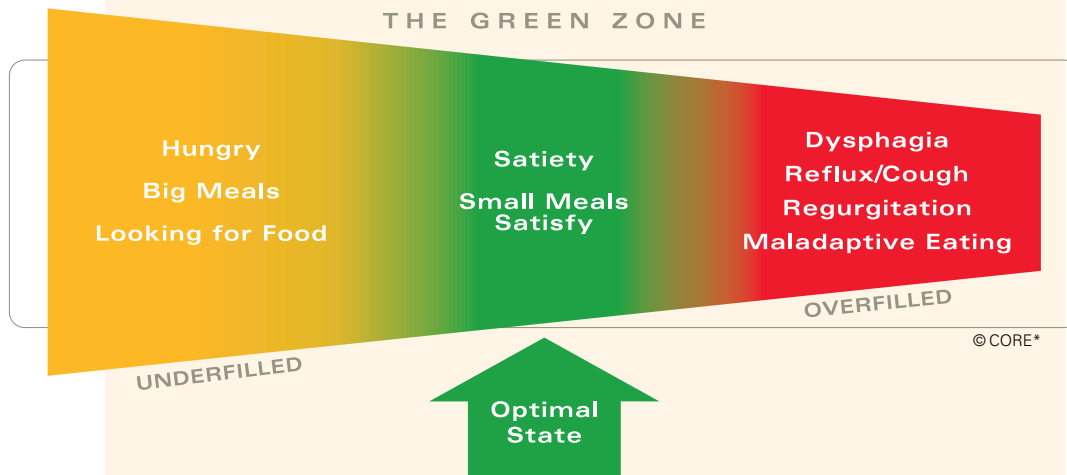 THE GREEN ZONE
Hungry
Big Meals
Looking for Food
Satiety
Small Meals
Satisfy
Dysphagia
Reflux/Cough
Regurgitation
Maladaptive Eating
UNDERFILLED
OVERFILLED
© CORE*
Optimal
State